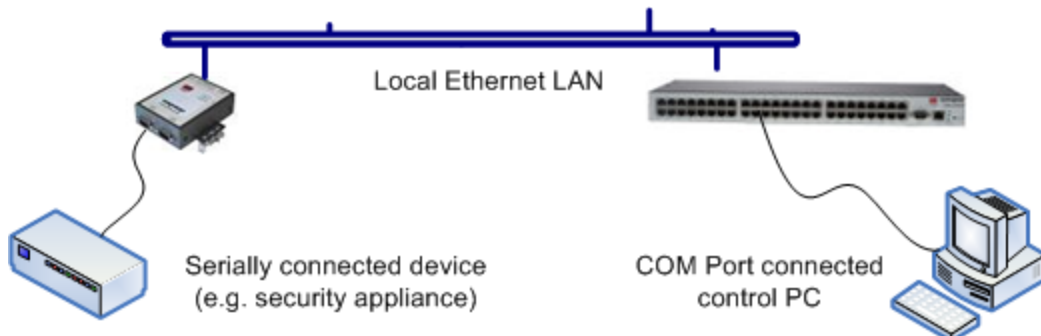 Local Ethernet LAN
Serially connected device
(e.g. security appliance)
COM Port connected
control PC